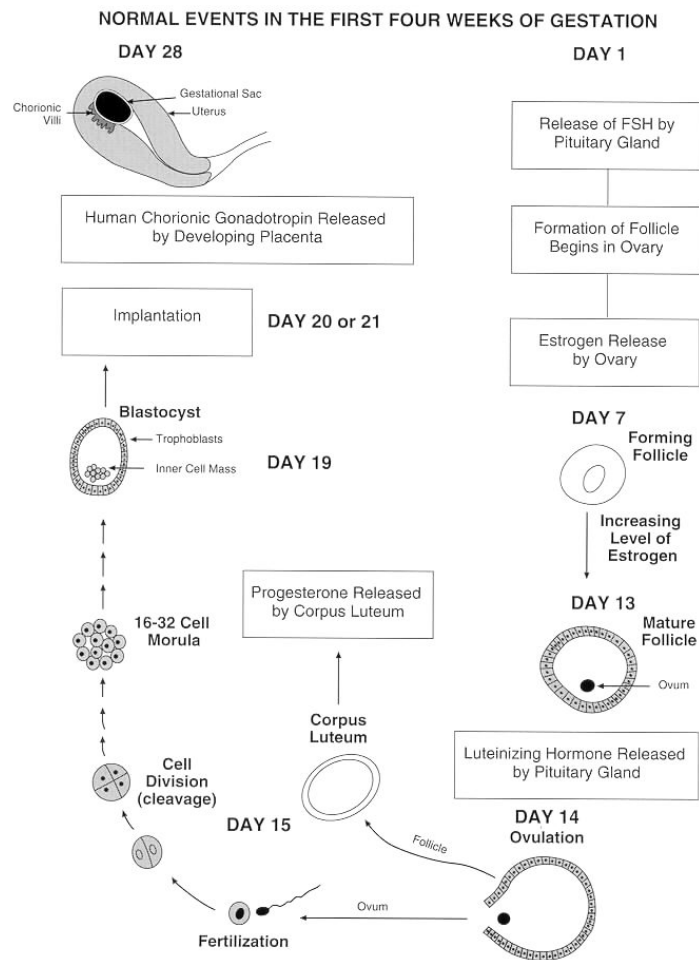 NORMAL EVENTS IN THE FIRST FOUR WEEKS OF GESTATION
DAY 28
DAY 1
Gestational Sac
Chorionic
Villi
Uterus
Release of FSH by
Pituitary Gland
Human Chorionic Gonadotropin Released
by Developing Placenta
Formation of Follicle
Begins in Ovary
Implantation
DAY 20 or 21
Estrogen Release
by Ovary
Blastocyst
Trophoblasts
Inner Cell Mass
DAY 19
DAY 7
Forming
Follicle
Increasing
Level of
Estrogen
Progesterone Released
by Corpus Luteum
DAY 13
16-32 Cell
Morula
Mature
Follicle
Ovum
Corpus
Luteum
Luteinizing Hormone Released
by Pituitary Gland
Cell
Division
(cleavage)
DAY 15
DAY 14
Ovulation
Follicle
Ovum
Fertilization